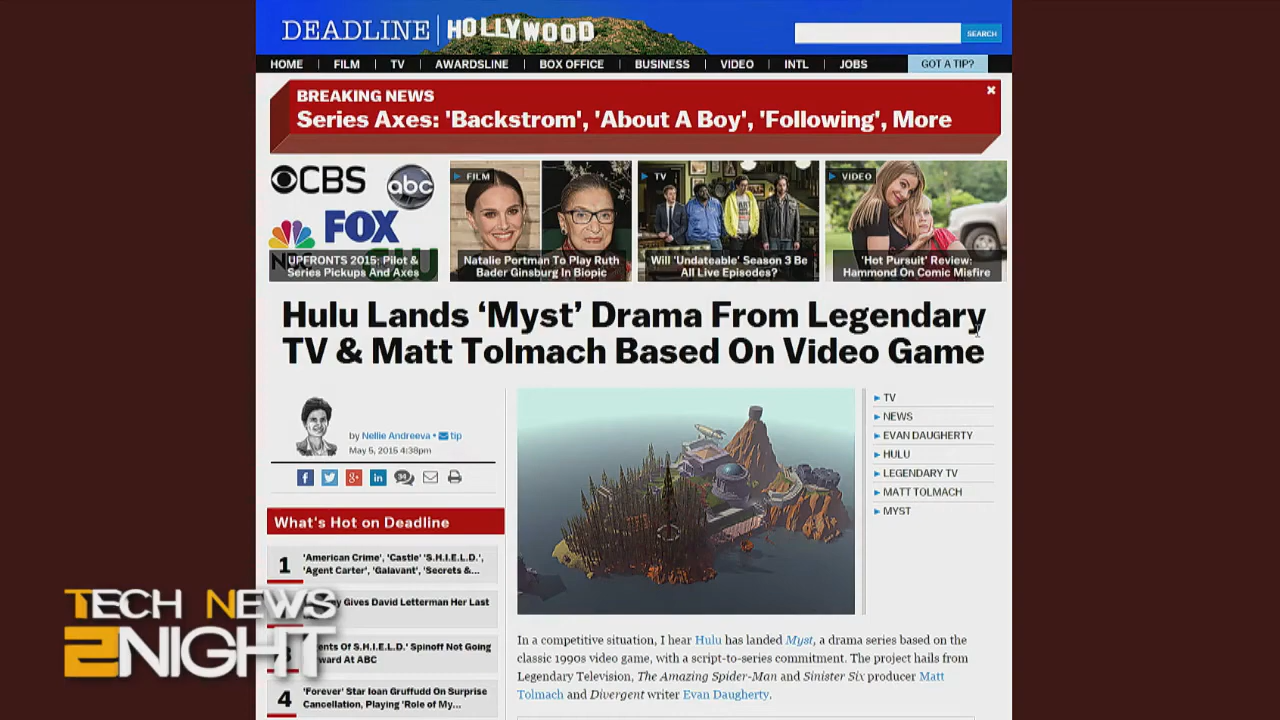 DEADLINE HOLLYWOOD
SEARCH
HOME FILM TV AWARDSLINE BOX OFFICE BUSINESS VIDEO INTL JOBS GOT A TIP?
BREAKING NEWS
Series Axes: 'Backstrom', 'About A Boy', 'Following', More
CBS
abc
FOX
UPFRONTS 2015: Pilot &
Series Pickups And Axes
FILM
Natalie Portman To Play Ruth
Bader Ginsburg In Biopic
TV
Will 'Undateable' Season 3 Be
All Live Episodes?
VIDEO
'Hot Pursuit' Review:
Hammond On Comic Misfire
Hulu Lands ‘Myst’ Drama From Legendary
TV & Matt Tolmach Based On Video Game
by Nellie Andreeva • tip
May 5, 2015 4:38pm
What's Hot on Deadline
1 'American Crime', 'Castle' 'S.H.I.E.L.D.',
'Agent Carter', 'Galavant', 'Secrets &...
Gives David Letterman Her Last
Of S.H.I.E.L.D.' Spinoff Not Going
At ABC
4 'Forever' Star Ioan Gruffudd On Surprise
Cancellation, Playing 'Role of My...
TV
NEWS
EVAN DAUGHERTY
HULU
LEGENDARY TV
MATT TOLMACH
MYST
In a competitive situation, I hear Hulu has landed Myst, a drama series based on the
classic 1990s video game, with a script-to-series commitment. The project hails from
Legendary Television, The Amazing Spider-Man and Sinister Six producer Matt
Tolmach and Divergent writer Evan Daugherty.
TECH NEWS
2NIGHT